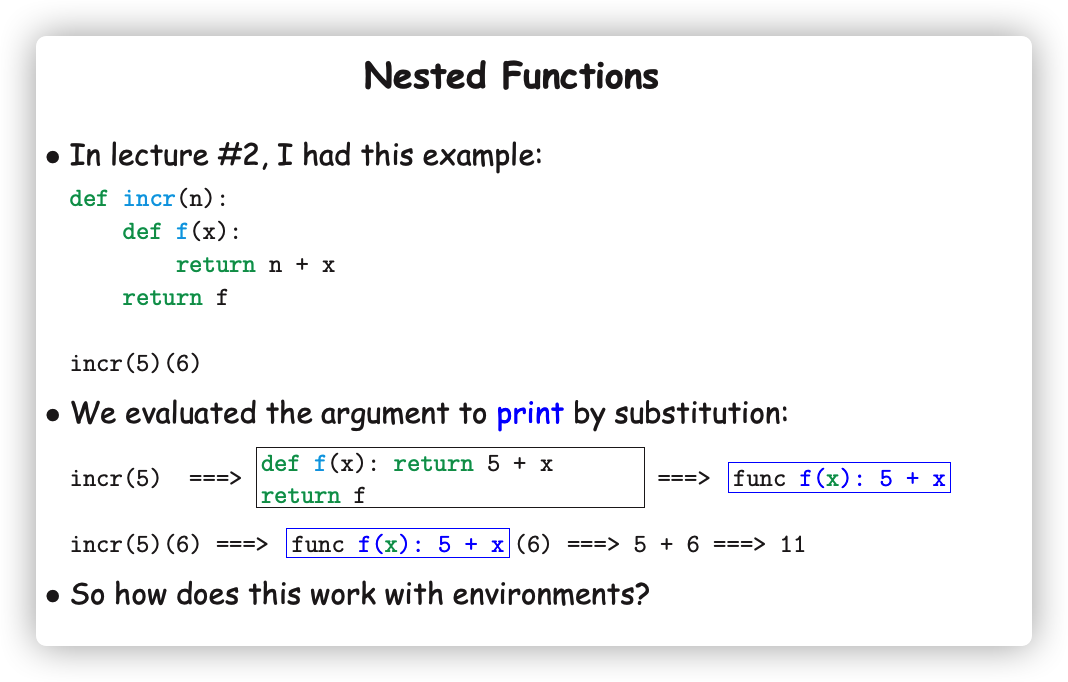 Nested Functions
• In lecture #2, I had this example:
def incr(n):
    def f(x):
        return n + x
    return f
incr(5)(6)
• We evaluated the argument to print by substitution:
incr(5) ===> def f(x): return 5 + x
return f ===> func f(x): 5 + x
incr(5)(6) ===> func f(x): 5 + x (6) ===> 5 + 6 ===> 11
• So how does this work with environments?